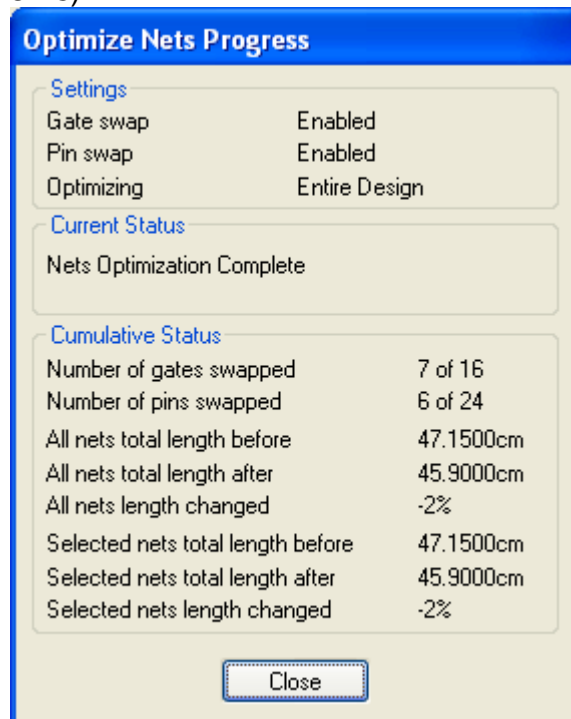 Optimize Nets Progress
Settings
Gate swap Enabled
Pin swap Enabled
Optimizing Entire Design
Current Status
Nets Optimization Complete
Cumulative Status
Number of gates swapped 7 of 16
Number of pins swapped 6 of 24
All nets total length before 47.1500cm
All nets total length after 45.9000cm
All nets length changed -2%
Selected nets total length before 47.1500cm
Selected nets total length after 45.9000cm
Selected nets length changed -2%
Close